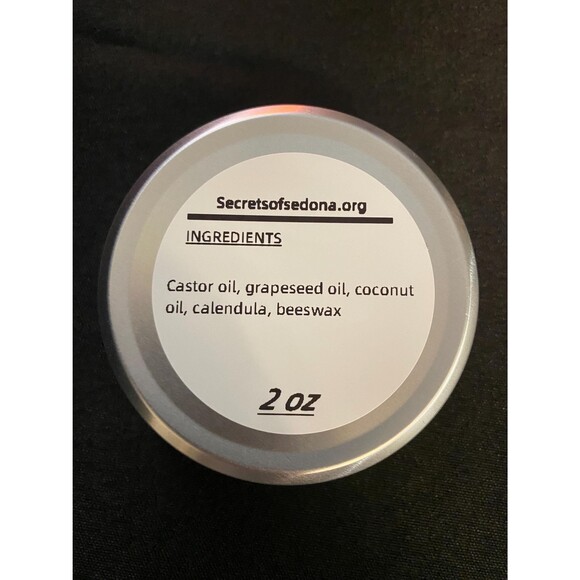 Secretsofsedona.org
INGREDIENTS
Castor oil, grapeseed oil, coconut
oil, calendula, beeswax
2 oz